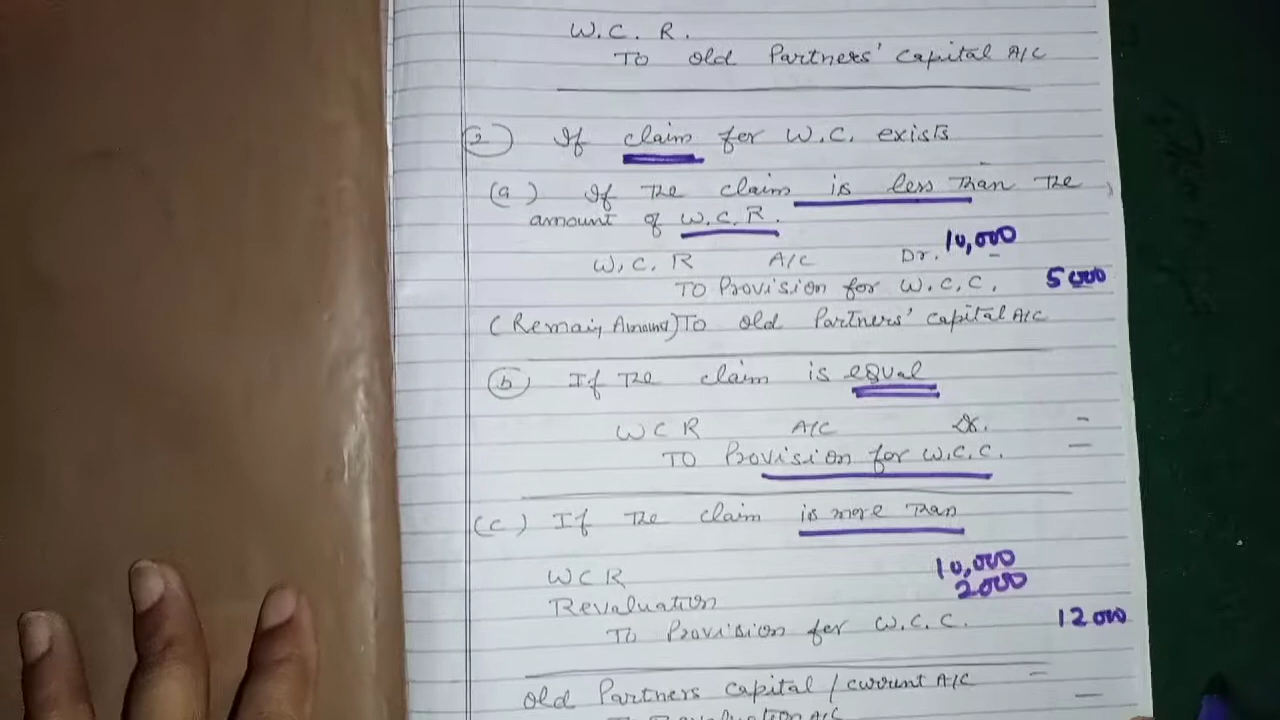 W.C.R.
To old Partners' Capital A/C
(2) If claim for W.C. exists
(a) If the claim is less than the
amount of W.C.R.
W.C.R A/C Dr. 10,000
To Provision for W.C.C. 5000
(Remain, Amount) To old Partners' Capital A/C
(b) If the claim is equal
WCR A/C Dr. -
To Provision for W.C.C. -
(c) If the claim is more than
WCR 10,000
Revaluation 2000
To Provision for W.C.C. 12000
old Partners capital / current A/C -
To Revaluation A/C -